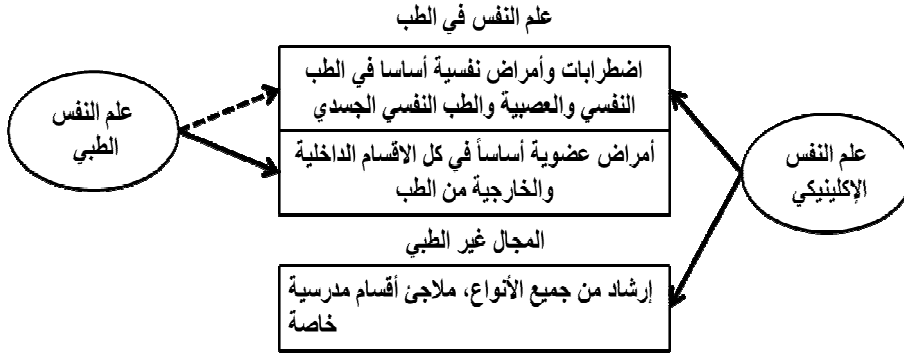 علم النفس في الطب
اضطرابات وأمراض نفسية أساسا في الطب
النفسي والعصبية والطب النفسي الجسدي
علم النفس
الطبي
أمراض عضوية أساساً في كل الاقسام الداخلية
والخارجية من الطب
علم النفس
الإكلينيكي
المجال غير الطبي
إرشاد من جميع الأنواع، ملاجئ أقسام مدرسية
خاصة